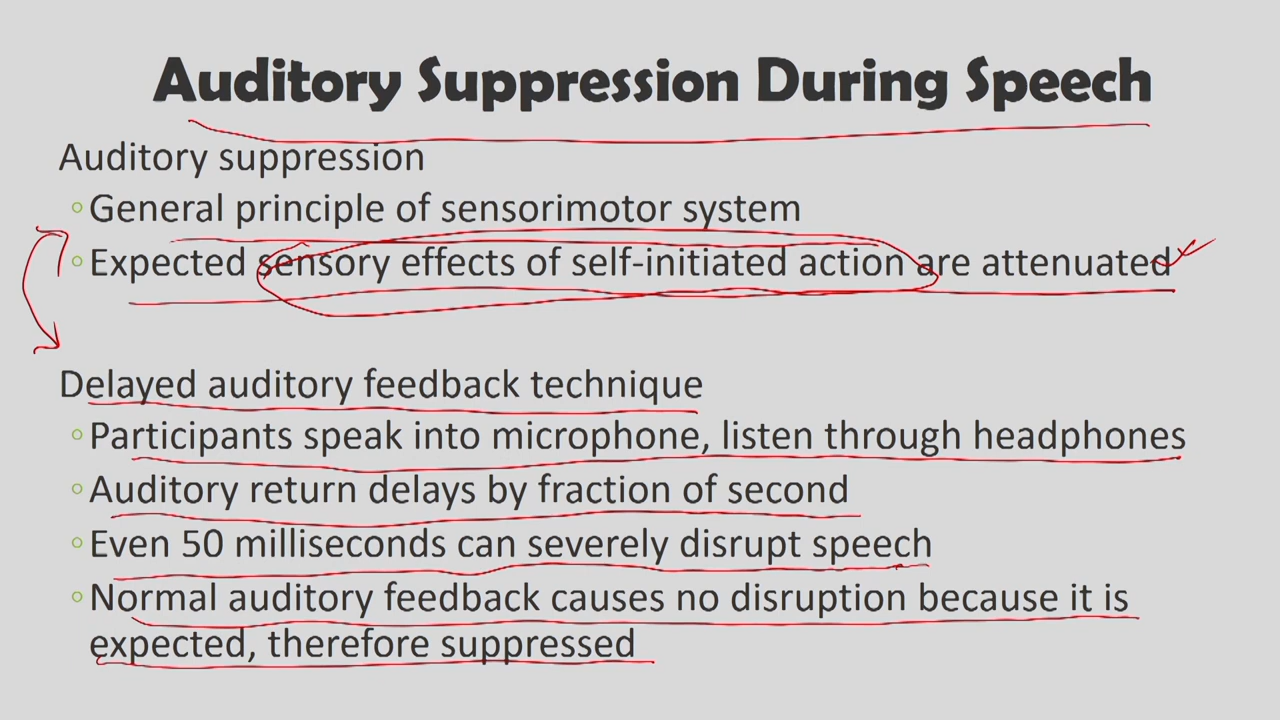 Auditory Suppression During Speech
Auditory suppression
◦General principle of sensorimotor system
◦Expected sensory effects of self-initiated action are attenuated
Delayed auditory feedback technique
◦Participants speak into microphone, listen through headphones
◦Auditory return delays by fraction of second
◦Even 50 milliseconds can severely disrupt speech
◦Normal auditory feedback causes no disruption because it is
expected, therefore suppressed